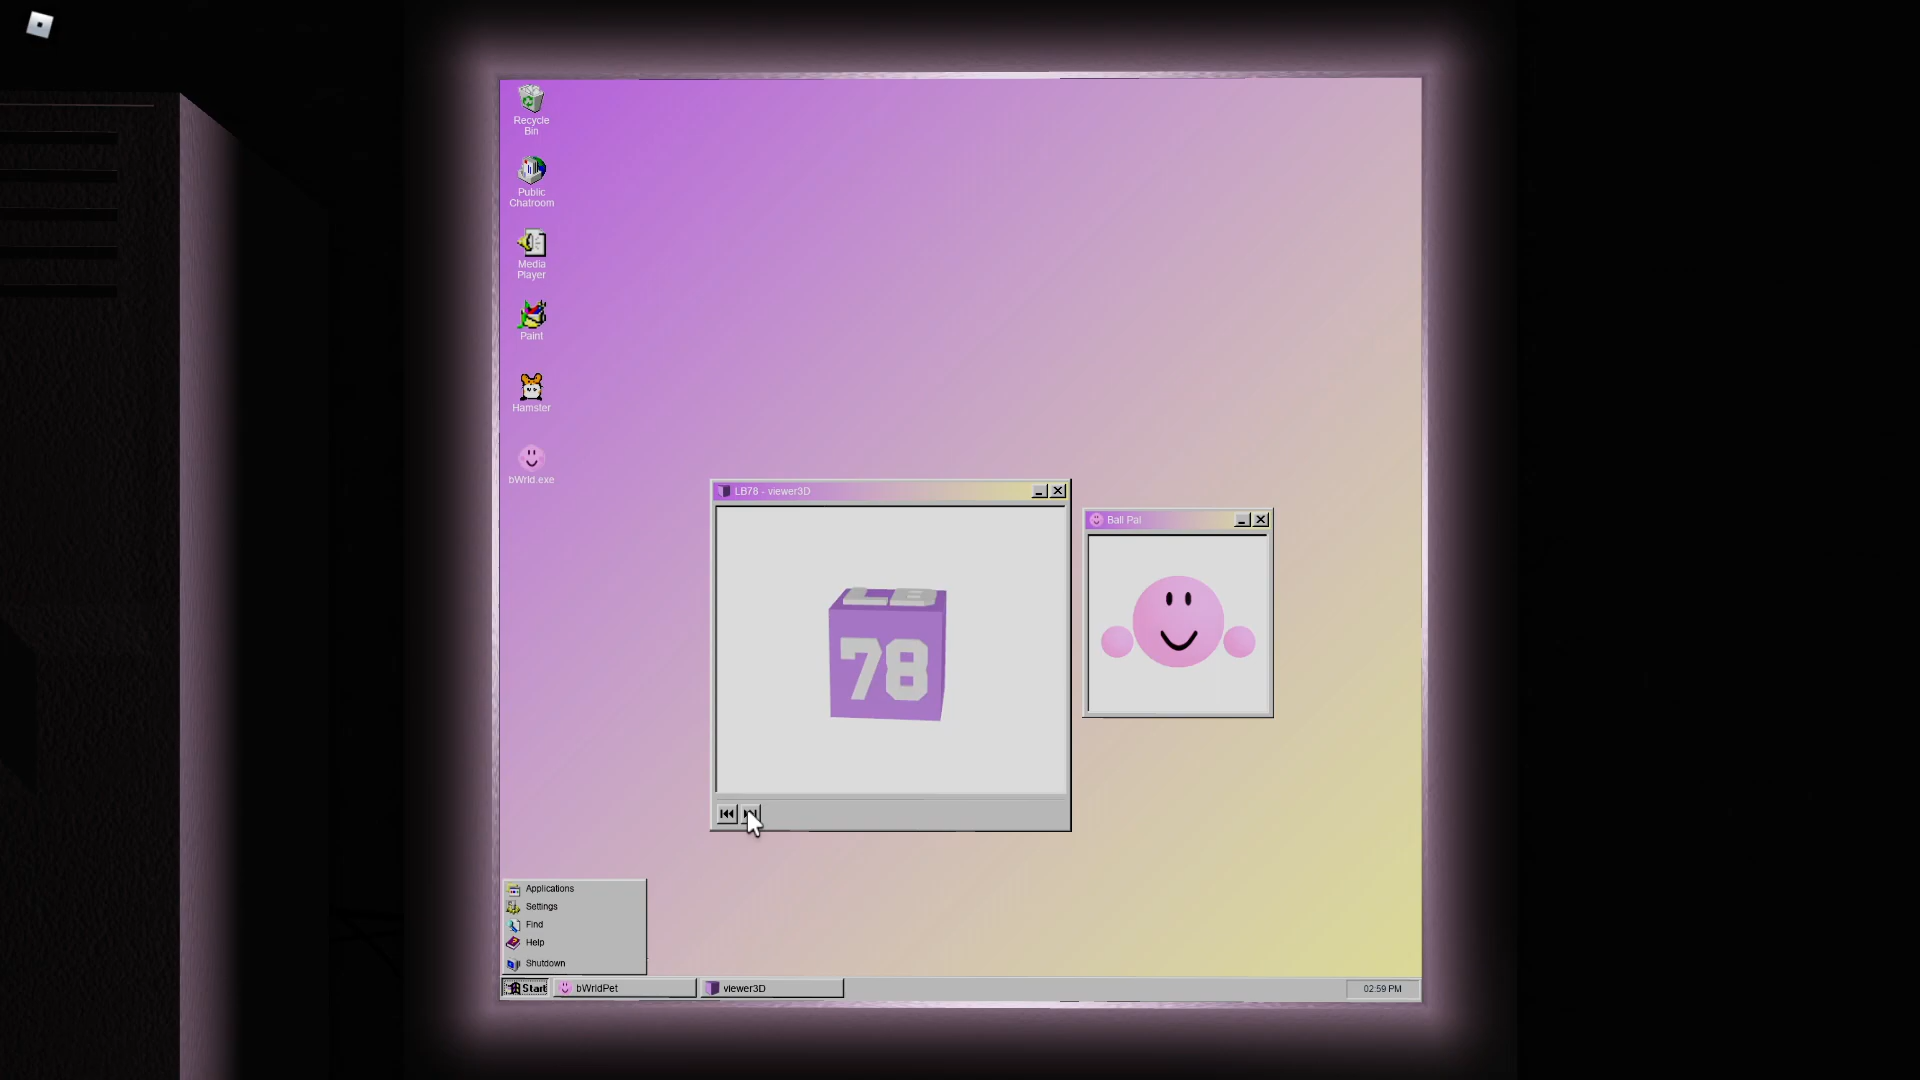 Recycle
Bin
Public
Chatroom
Media
Player
Paint
Hamster
bWrld.exe
LB78 - viewer3D
LB
78
Ball Pal
Applications
Settings
Find
Help
Shutdown
Start
bWrldPet
viewer3D
02:59 PM